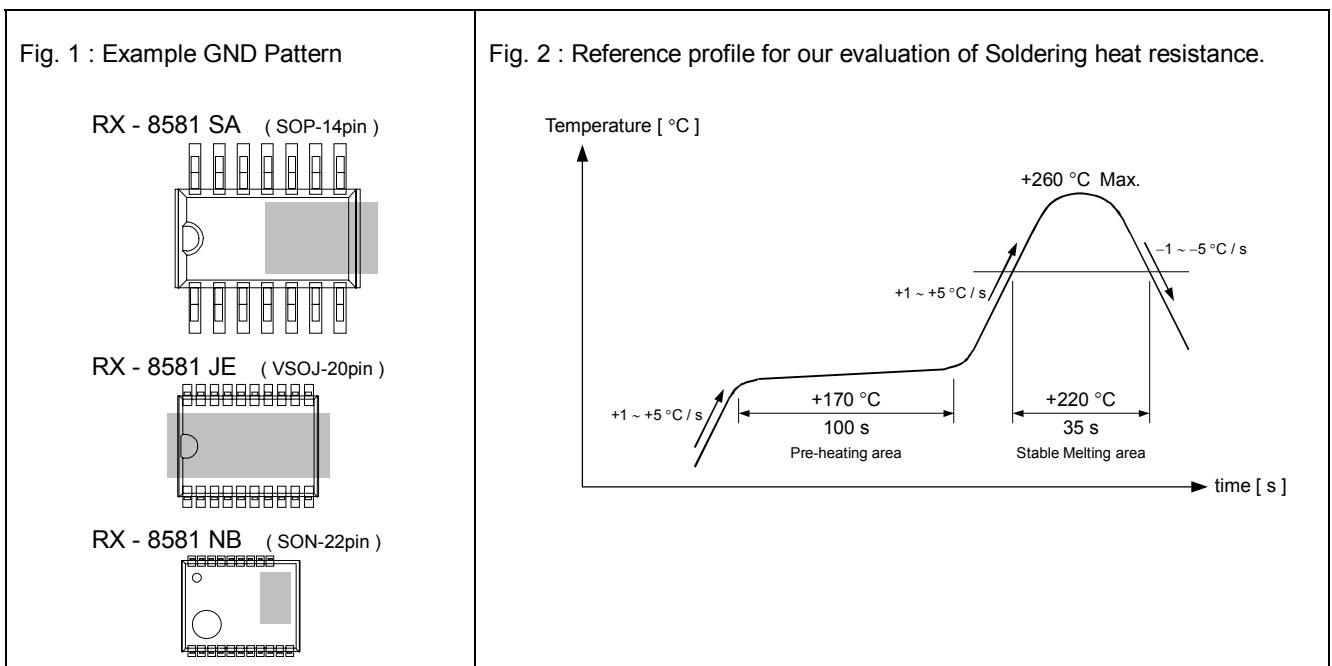 Fig. 1 : Example GND Pattern
RX - 8581 SA ( SOP-14pin )
RX - 8581 JE ( VSOJ-20pin )
RX - 8581 NB ( SON-22pin )
Fig. 2 : Reference profile for our evaluation of Soldering heat resistance.
Temperature [ °C ]
+260 °C Max.
−1 ~ −5 °C / s
+1 ~ +5 °C / s
+1 ~ +5 °C / s
+170 °C
100 s
Pre-heating area
+220 °C
35 s
Stable Melting area
time [ s ]